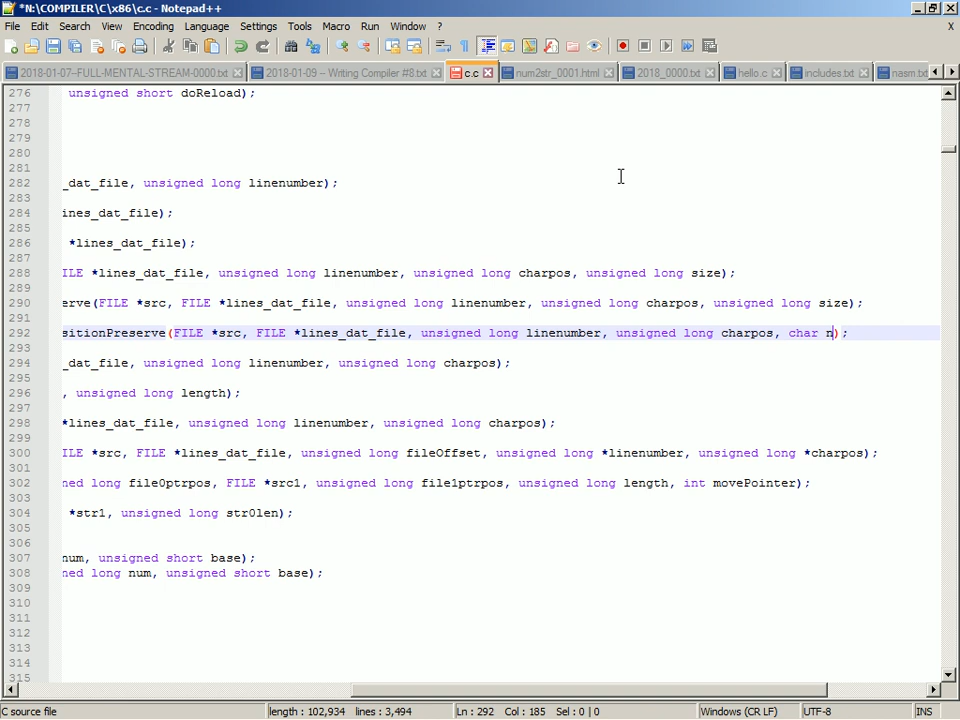 *N:\COMPILER\C\x86\c.c - Notepad++
File Edit Search View Encoding Language Settings Tools Macro Run Window ? X
2018-01-07-FULL-MENTAL-STREAM-0000.txt 2018-01-09 – Writing Compiler #8.txt c.c num2str_0001.html 2018_0000.txt hello.c includes.txt nasm.txt
276 unsigned short doReload);
277
278
279
280
281
282 _dat_file, unsigned long linenumber);
283
284 ines_dat_file);
285
286 *lines_dat_file);
287
288 ILE *lines_dat_file, unsigned long linenumber, unsigned long charpos, unsigned long size);
289
290 erve(FILE *src, FILE *lines_dat_file, unsigned long linenumber, unsigned long charpos, unsigned long size);
291
292 sitionPreserve(FILE *src, FILE *lines_dat_file, unsigned long linenumber, unsigned long charpos, char n);
293
294 _dat_file, unsigned long linenumber, unsigned long charpos);
295
296 , unsigned long length);
297
298 *lines_dat_file, unsigned long linenumber, unsigned long charpos);
299
300 ILE *src, FILE *lines_dat_file, unsigned long fileOffset, unsigned long *linenumber, unsigned long *charpos);
301
302 ned long file0ptrpos, FILE *src1, unsigned long file1ptrpos, unsigned long length, int movePointer);
303
304 *str1, unsigned long str0len);
305
306
307 num, unsigned short base);
308 ned long num, unsigned short base);
309
310
311
312
313
314
315
C source file length : 102,934 lines : 3,494 Ln : 292 Col : 185 Sel : 0 | 0 Windows (CR LF) UTF-8 INS